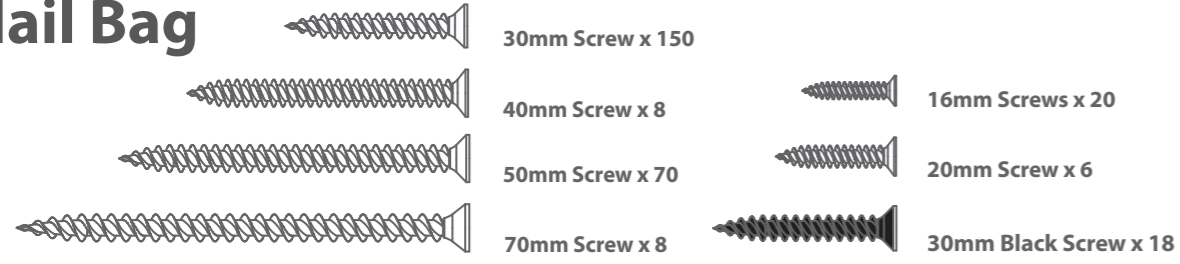 ail Bag
30mm Screw x 150
40mm Screw x 8
50mm Screw x 70
70mm Screw x 8
16mm Screws x 20
20mm Screw x 6
30mm Black Screw x 18